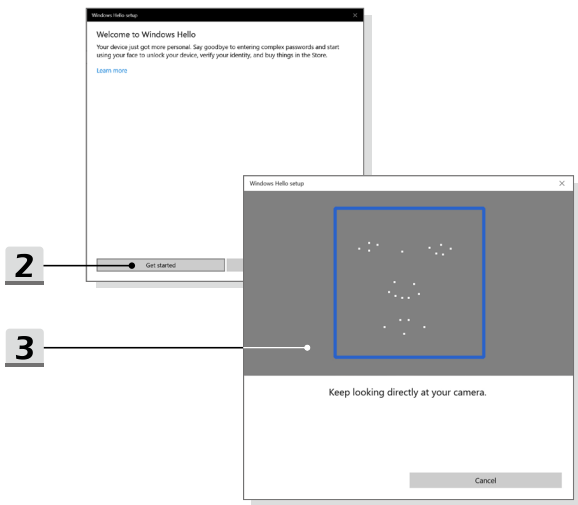 Windows Hello setup
Welcome to Windows Hello
Your device just got more personal. Say goodbye to entering complex passwords and start
using your face to unlock your device, verify your identity, and buy things in the Store.
Learn more
2
Get started
Windows Hello setup
3
Keep looking directly at your camera.
Cancel